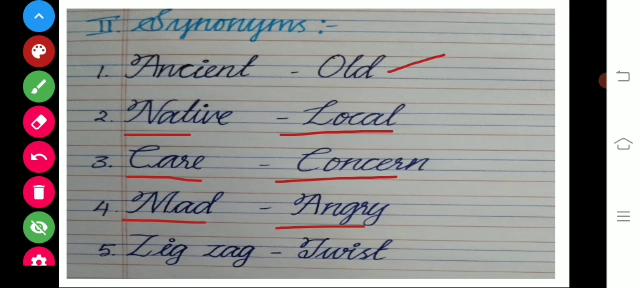 II. Synonyms :-
1. Ancient - Old
2. Native - Local
3. Care - Concern
4. Mad - Angry
5. Zig zag - Twist